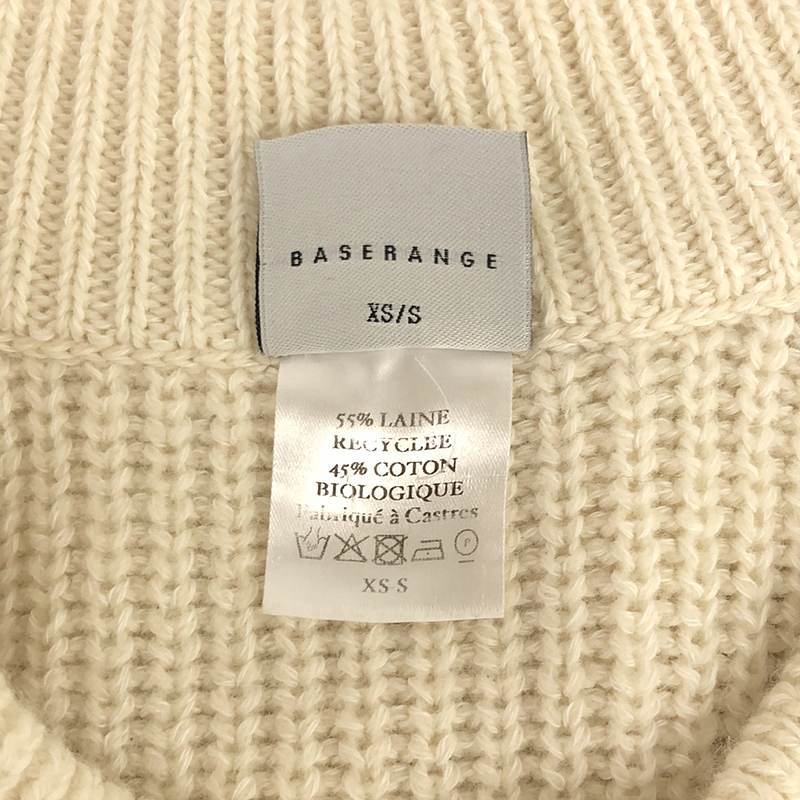 BASERANGE
XS/S
55% LAINE
RECYCLEE
45% COTON
BIOLOGIQUE
Fabriqué à Castres
P
XS S